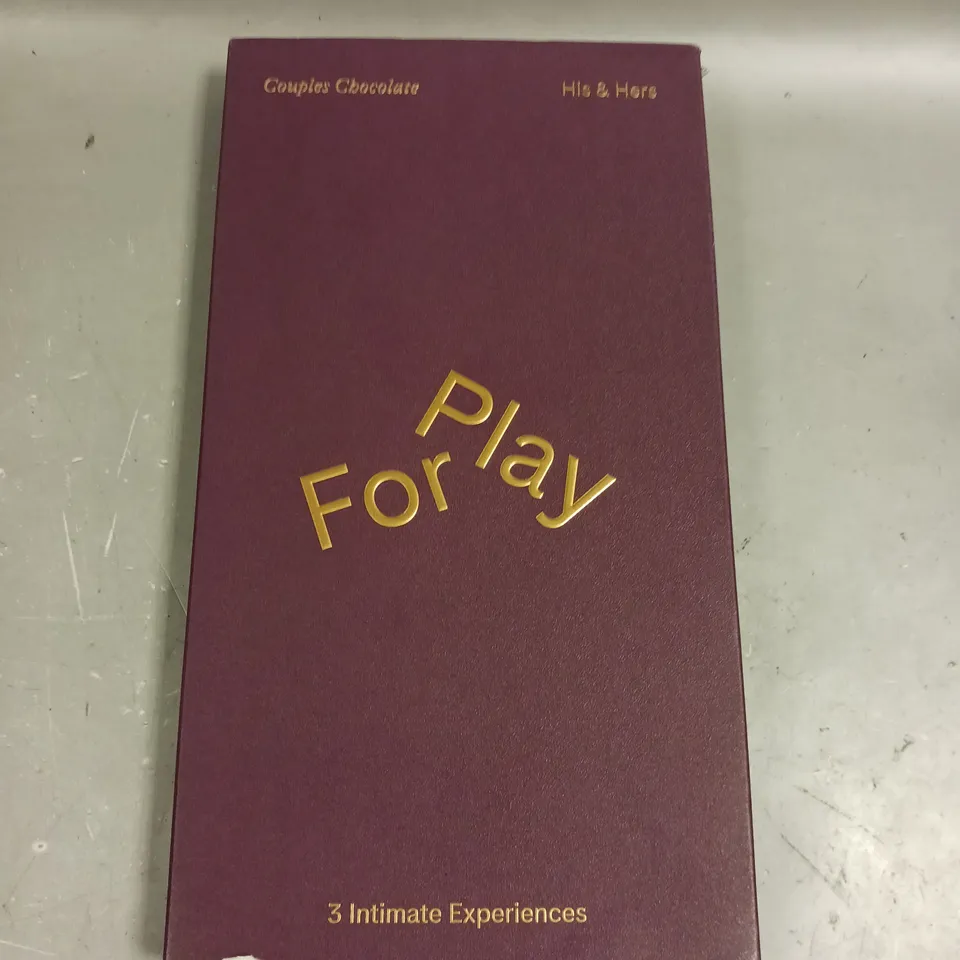 Couples Chocolate
His & Hers
For Play
3 Intimate Experiences